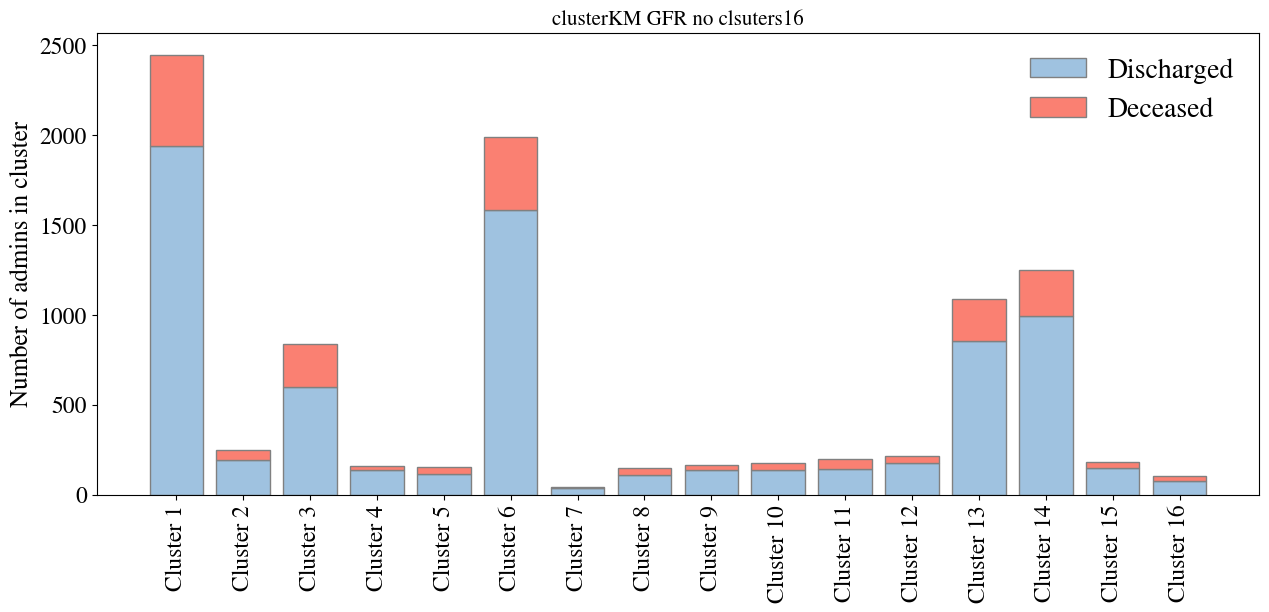 clusterKM GFR no clsuters16
Number of admins in cluster
2500
2000
1500
1000
500
0
Discharged
Deceased
Cluster 1
Cluster 2
Cluster 3
Cluster 4
Cluster 5
Cluster 6
Cluster 7
Cluster 8
Cluster 9
Cluster 10
Cluster 11
Cluster 12
Cluster 13
Cluster 14
Cluster 15
Cluster 16